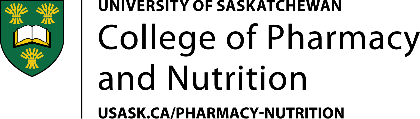 UNIVERSITY OF SASKATCHEWAN
College of Pharmacy
and Nutrition
USASK.CA/PHARMACY-NUTRITION